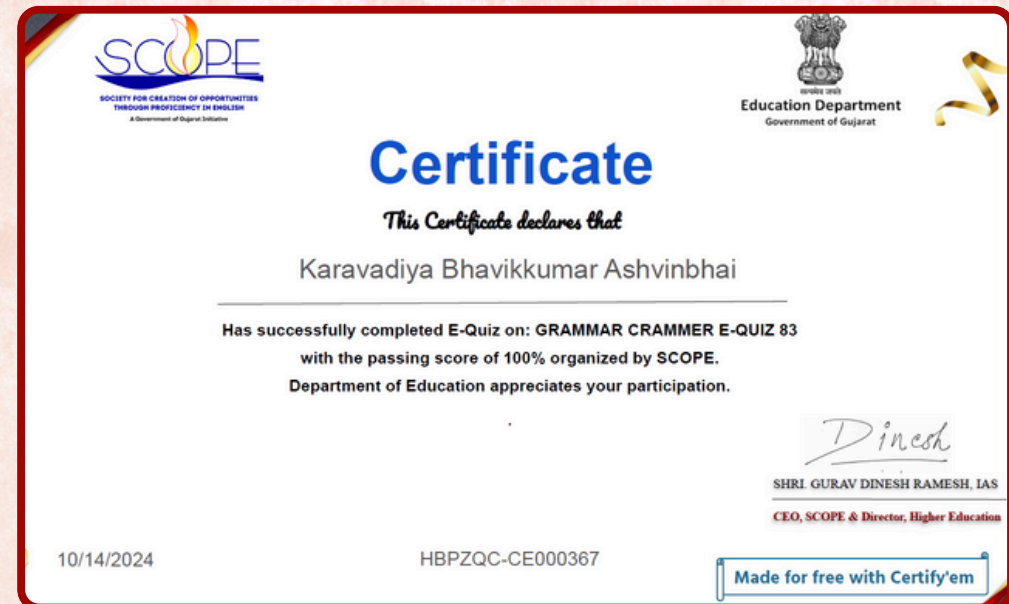 SCOPE
SOCIETY FOR CREATION OF OPPORTUNITIES
THROUGH PROFICIENCY IN ENGLISH
A Government of Gujarat Initiative
सत्यमेव जयते
Education Department
Government of Gujarat
Certificate
This Certificate declares that
Karavadiya Bhavikkumar Ashvinbhai
Has successfully completed E-Quiz on: GRAMMAR CRAMMER E-QUIZ 83
with the passing score of 100% organized by SCOPE.
Department of Education appreciates your participation.
.
Dinesh
SHRI. GURAV DINESH RAMESH, IAS
CEO, SCOPE & Director, Higher Education
10/14/2024
HBPZQC-CE000367
Made for free with Certify'em